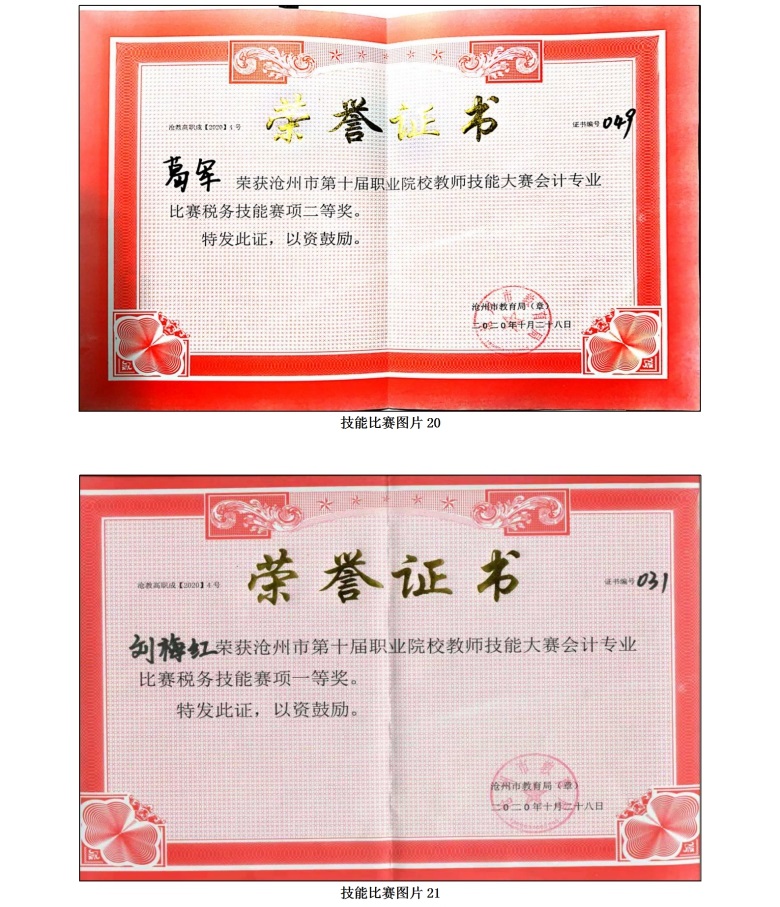 荣誉证书
沧教高职成【2020】4号
证书编号 049
葛军 荣获沧州市第十届职业院校教师技能大赛会计专业
比赛税务技能赛项二等奖。
特发此证，以资鼓励。
沧州市教育局（章）
二〇二〇年十月二十八日
技能比赛图片 20
荣誉证书
沧教高职成【2020】4号
证书编号 031
刘梅红荣获沧州市第十届职业院校教师技能大赛会计专业
比赛税务技能赛项一等奖。
特发此证，以资鼓励。
沧州市教育局（章）
二〇二〇年十月二十八日
技能比赛图片 21